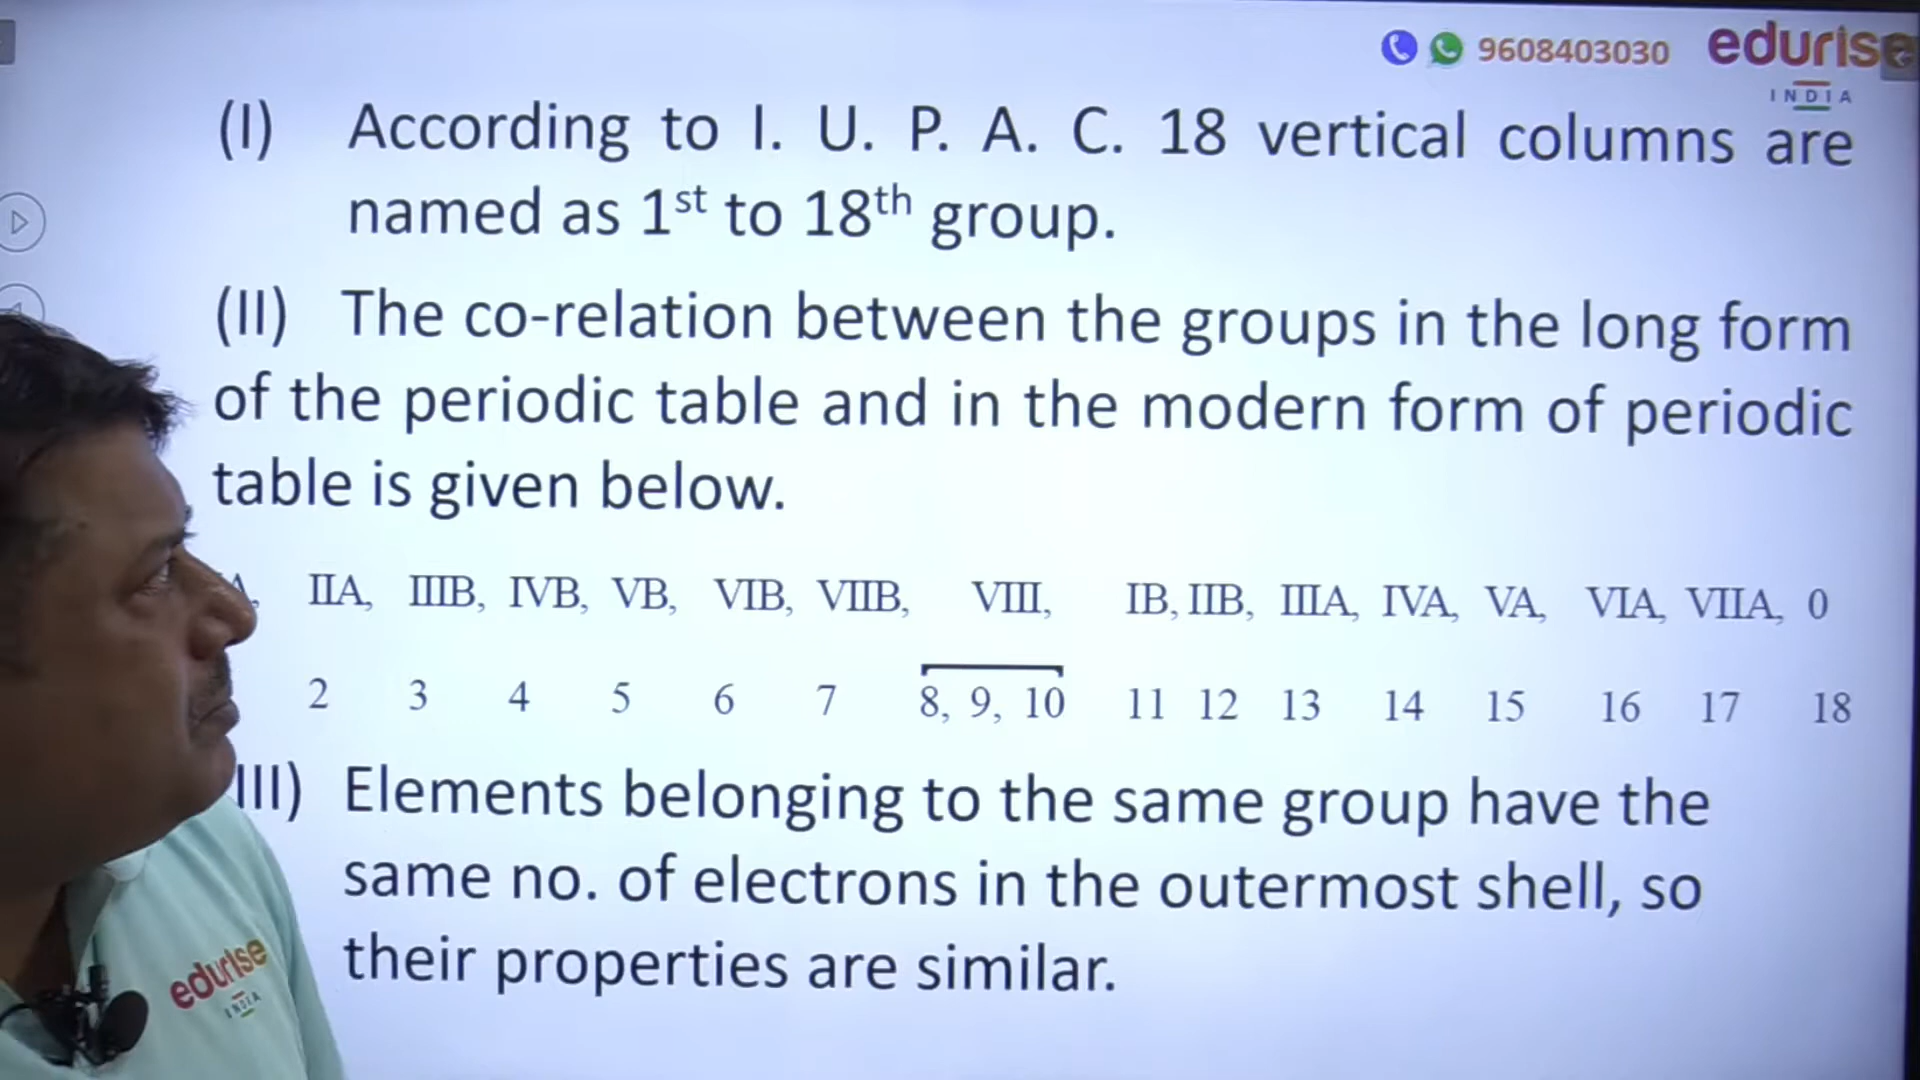 9608403030 edurise
INDIA
(I) According to I. U. P. A. C. 18 vertical columns are
named as 1st to 18th group.
(II) The co-relation between the groups in the long form
of the periodic table and in the modern form of periodic
table is given below.
A, IIA, IIIB, IVB, VB, VIB, VIIB, VIII, IB, IIB, IIIA, IVA, VA, VIA, VIIA, 0
2 3 4 5 6 7 8, 9, 10 11 12 13 14 15 16 17 18
III) Elements belonging to the same group have the
same no. of electrons in the outermost shell, so
their properties are similar.
edurise
INDIA